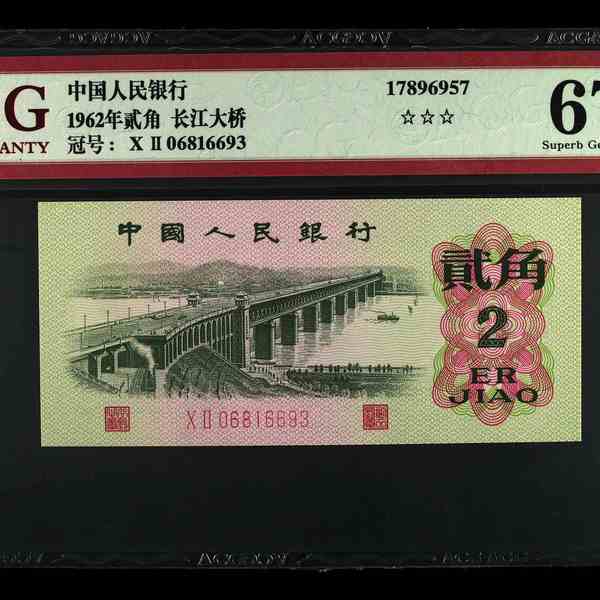 G
ANTY
中国人民银行
1962年贰角 长江大桥
冠号： X Ⅱ 06816693
17896957
☆☆☆
67
Superb Ge
中國人民銀行
貳角
2
ER
JIAO
X Ⅱ 06816693